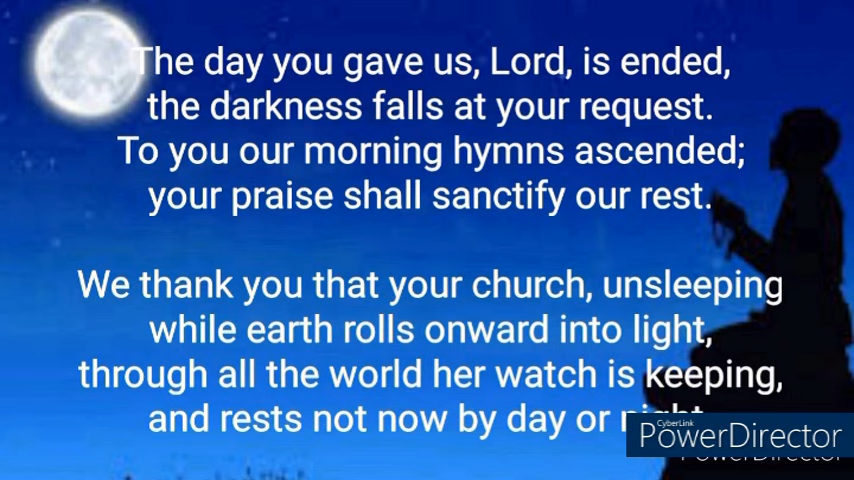 The day you gave us, Lord, is ended,
the darkness falls at your request.
To you our morning hymns ascended;
your praise shall sanctify our rest.
We thank you that your church, unsleeping
while earth rolls onward into light,
through all the world her watch is keeping,
and rests not now by day or night.
CyberLink
PowerDirector
PowerDirector